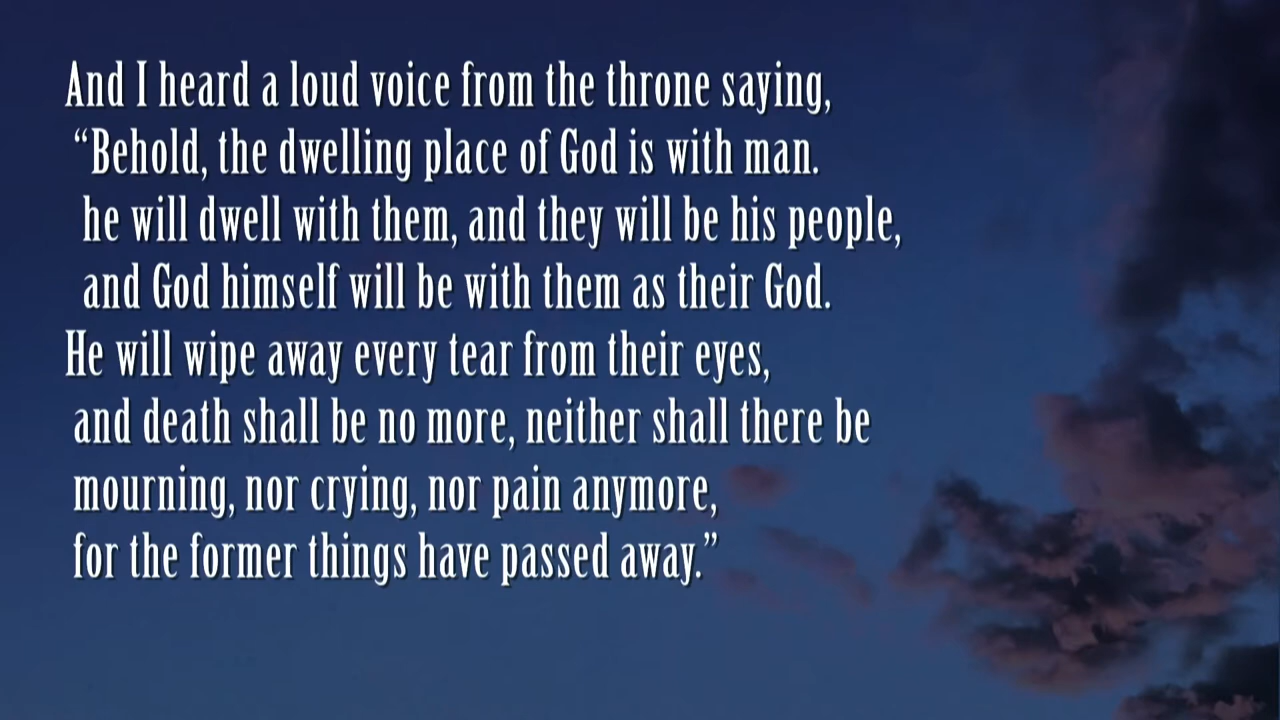 And I heard a loud voice from the throne saying,
“Behold, the dwelling place of God is with man.
he will dwell with them, and they will be his people,
and God himself will be with them as their God.
He will wipe away every tear from their eyes,
and death shall be no more, neither shall there be
mourning, nor crying, nor pain anymore,
for the former things have passed away.”